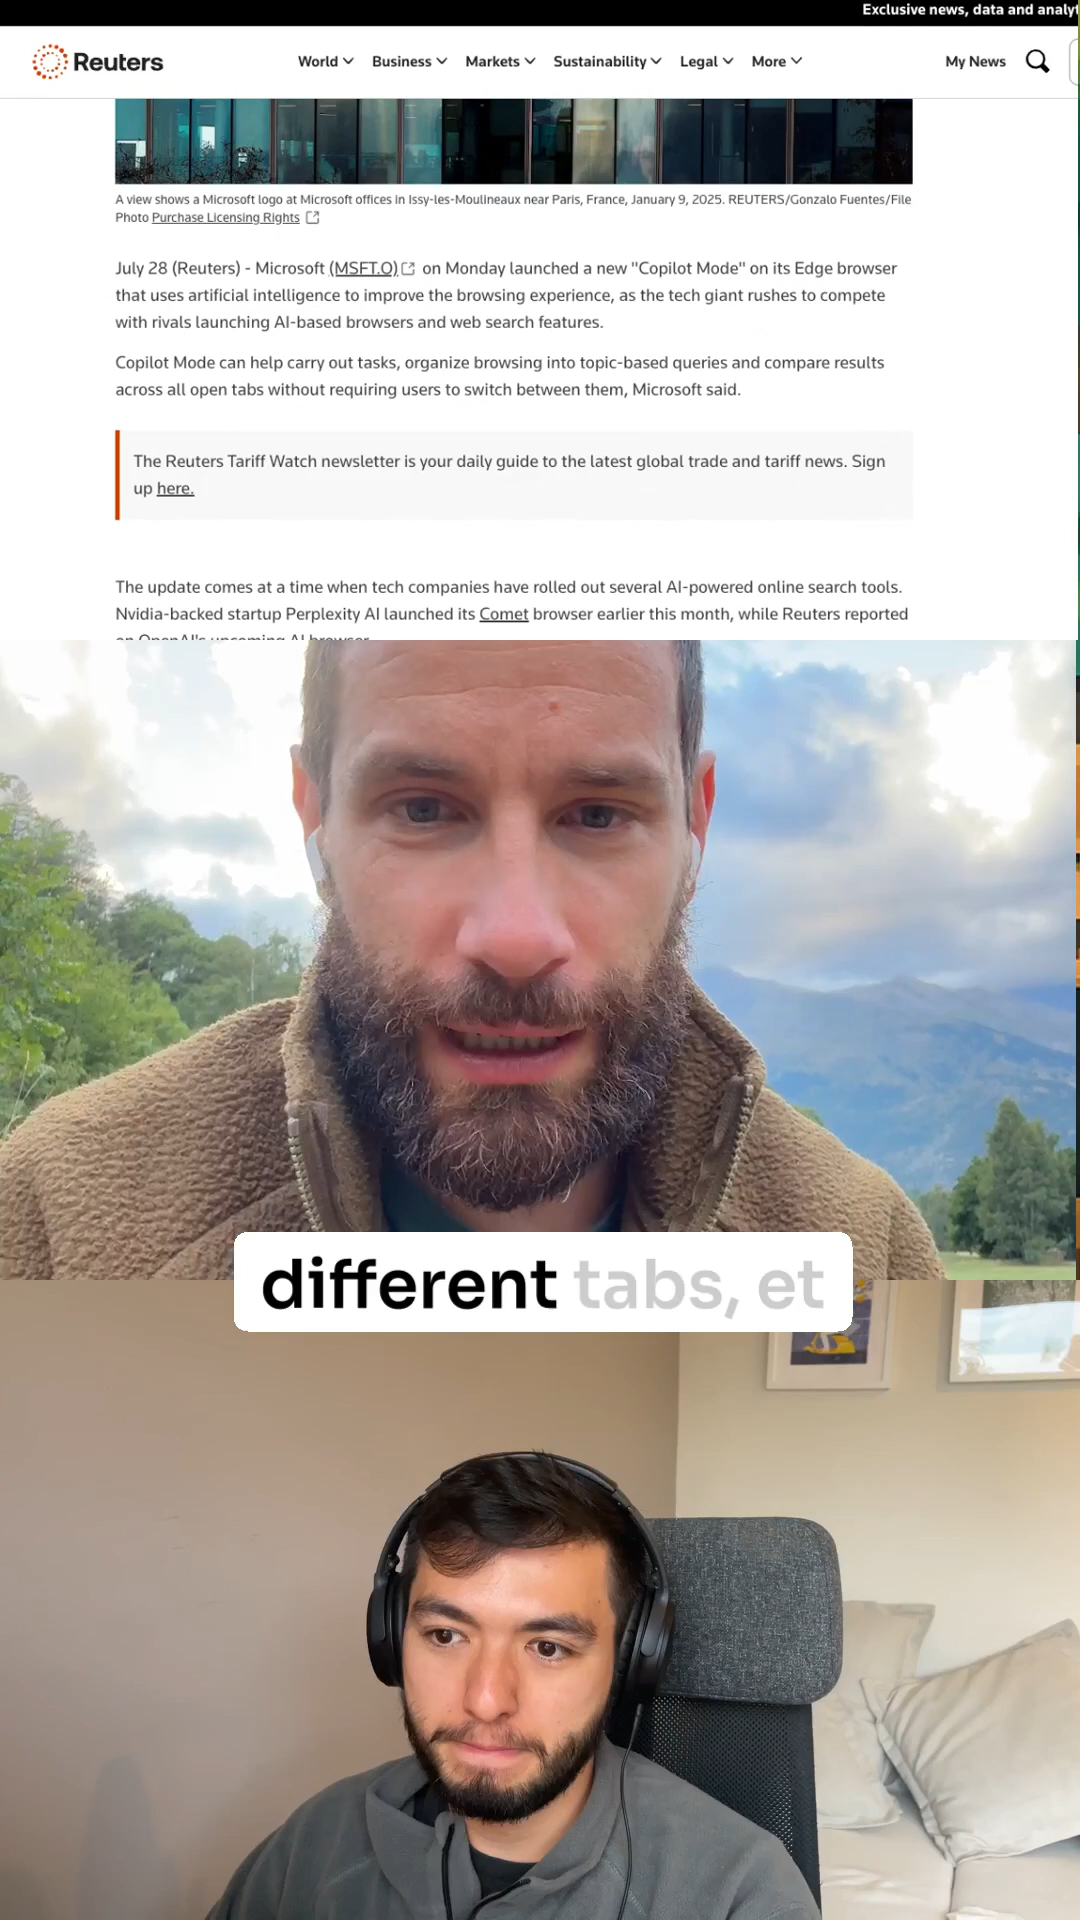 Exclusive news, data and analyt
Reuters
World Business Markets Sustainability Legal More
My News
A view shows a Microsoft logo at Microsoft offices in Issy-les-Moulineaux near Paris, France, January 9, 2025. REUTERS/Gonzalo Fuentes/File
Photo Purchase Licensing Rights
July 28 (Reuters) - Microsoft (MSFT.O) on Monday launched a new "Copilot Mode" on its Edge browser
that uses artificial intelligence to improve the browsing experience, as the tech giant rushes to compete
with rivals launching AI-based browsers and web search features.
Copilot Mode can help carry out tasks, organize browsing into topic-based queries and compare results
across all open tabs without requiring users to switch between them, Microsoft said.
The Reuters Tariff Watch newsletter is your daily guide to the latest global trade and tariff news. Sign
up here.
The update comes at a time when tech companies have rolled out several AI-powered online search tools.
Nvidia-backed startup Perplexity AI launched its Comet browser earlier this month, while Reuters reported
on OpenAI's upcoming AI browser.
different tabs, et